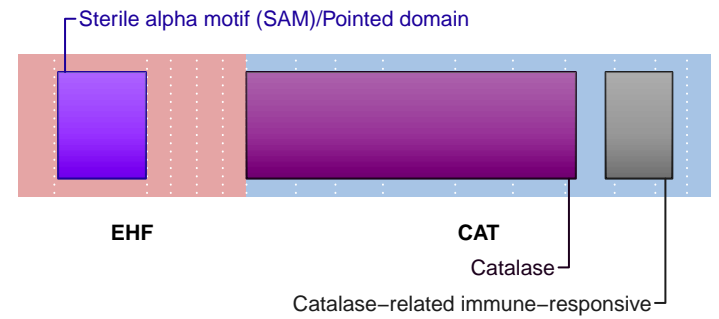 Sterile alpha motif (SAM)/Pointed domain
EHF CAT
Catalase
Catalase−related immune−responsive